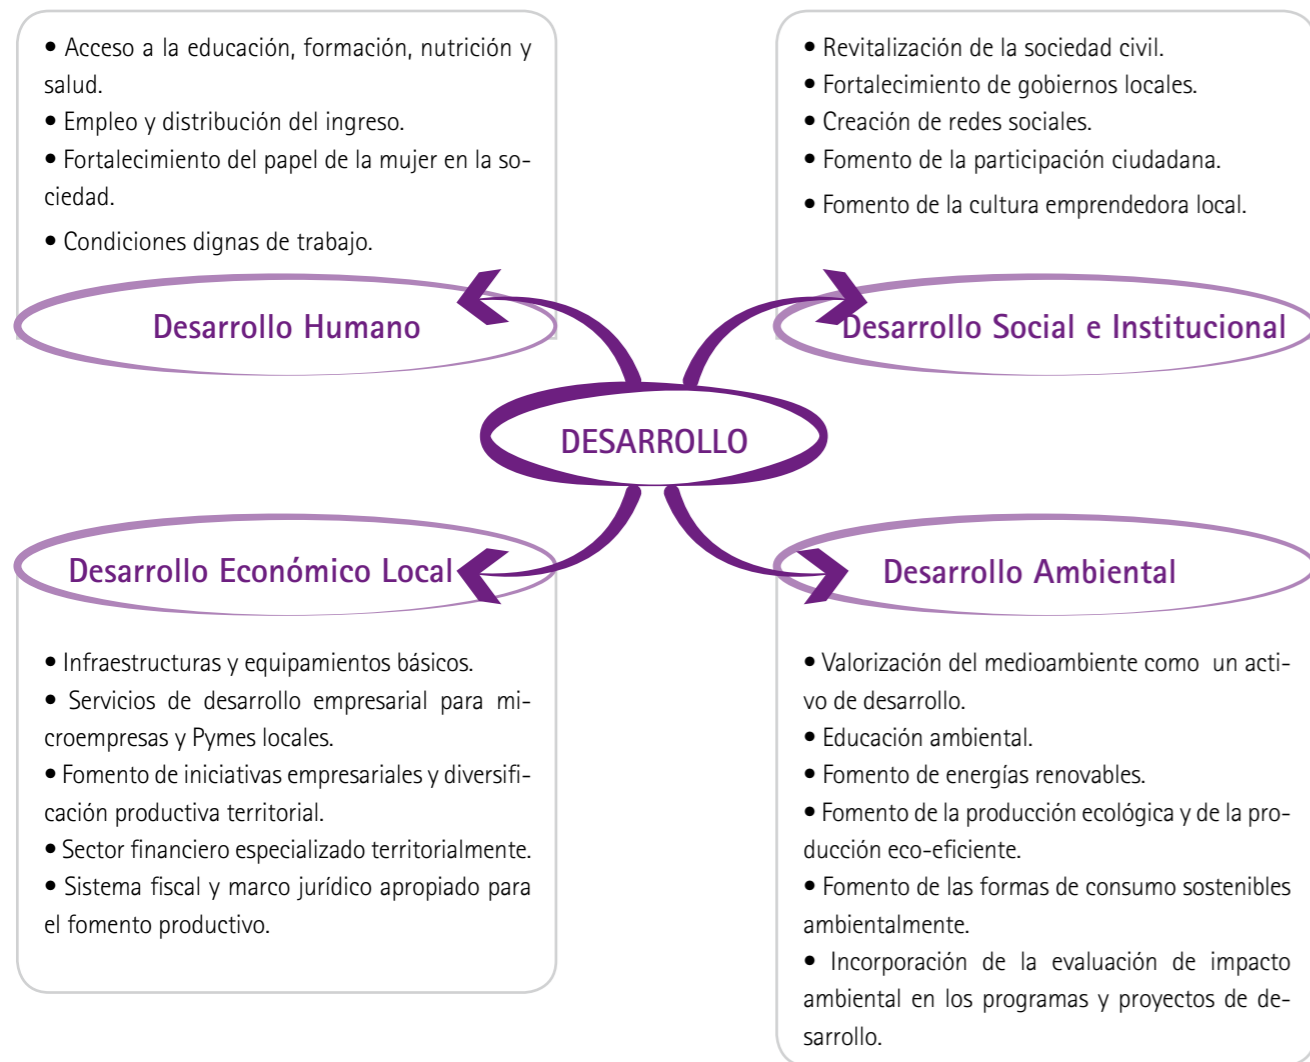 • Acceso a la educación, formación, nutrición y
salud.
• Empleo y distribución del ingreso.
• Fortalecimiento del papel de la mujer en la so-
ciedad.
• Condiciones dignas de trabajo.
Desarrollo Humano
• Revitalización de la sociedad civil.
• Fortalecimiento de gobiernos locales.
• Creación de redes sociales.
• Fomento de la participación ciudadana.
• Fomento de la cultura emprendedora local.
Desarrollo Social e Institucional
DESARROLLO
Desarrollo Económico Local
• Infraestructuras y equipamientos básicos.
• Servicios de desarrollo empresarial para mi-
croempresas y Pymes locales.
• Fomento de iniciativas empresariales y diversifi-
cación productiva territorial.
• Sector financiero especializado territorialmente.
• Sistema fiscal y marco jurídico apropiado para
el fomento productivo.
Desarrollo Ambiental
• Valorización del medioambiente como un acti-
vo de desarrollo.
• Educación ambiental.
• Fomento de energías renovables.
• Fomento de la producción ecológica y de la pro-
ducción eco-eficiente.
• Fomento de las formas de consumo sostenibles
ambientalmente.
• Incorporación de la evaluación de impacto
ambiental en los programas y proyectos de de-
sarrollo.